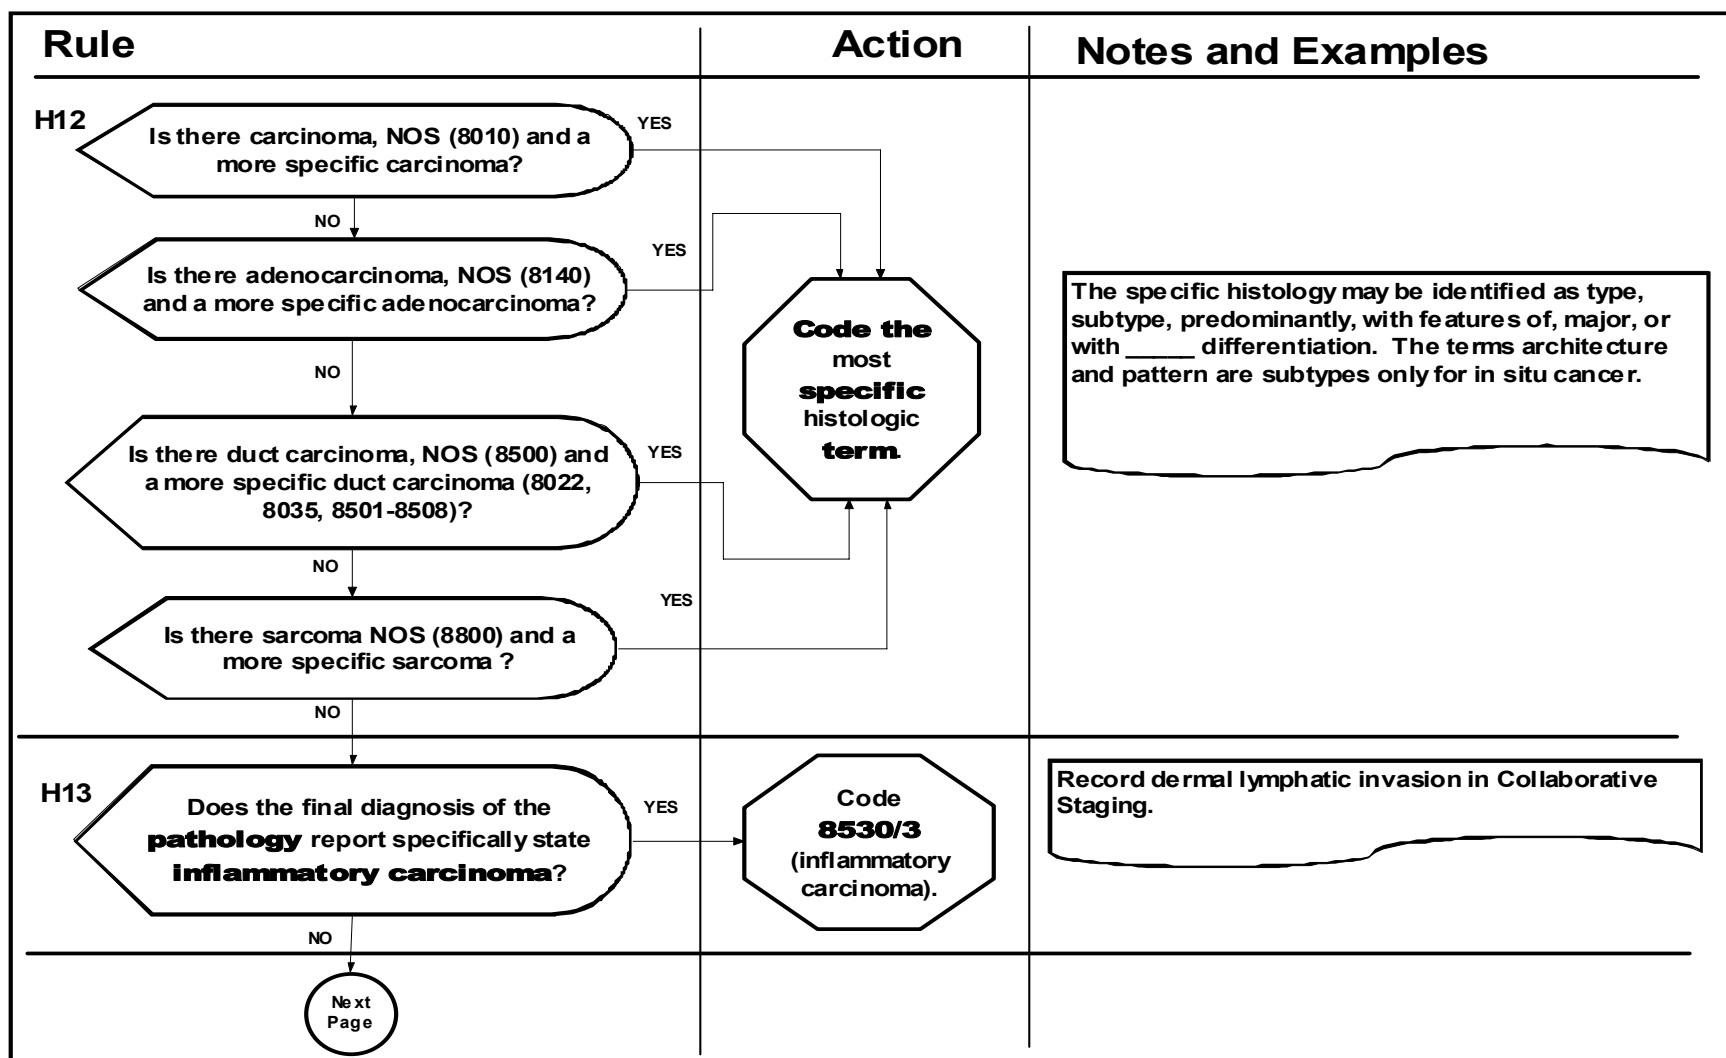 Rule
Action
Notes and Examples
H12
Is there carcinoma, NOS (8010) and a
more specific carcinoma?
YES
NO
Is there adenocarcinoma, NOS (8140)
and a more specific adenocarcinoma?
YES
NO
Is there duct carcinoma, NOS (8500) and
a more specific duct carcinoma (8022,
8035, 8501-8508)?
YES
NO
Is there sarcoma NOS (8800) and a
more specific sarcoma ?
YES
NO
Code the
most
specific
histologic
term.
The specific histology may be identified as type,
subtype, predominantly, with features of, major, or
with _____ differentiation. The terms architecture
and pattern are subtypes only for in situ cancer.
H13
Does the final diagnosis of the
pathology report specifically state
inflammatory carcinoma?
YES
NO
Code
8530/3
(inflammatory
carcinoma).
Record dermal lymphatic invasion in Collaborative
Staging.
Next
Page